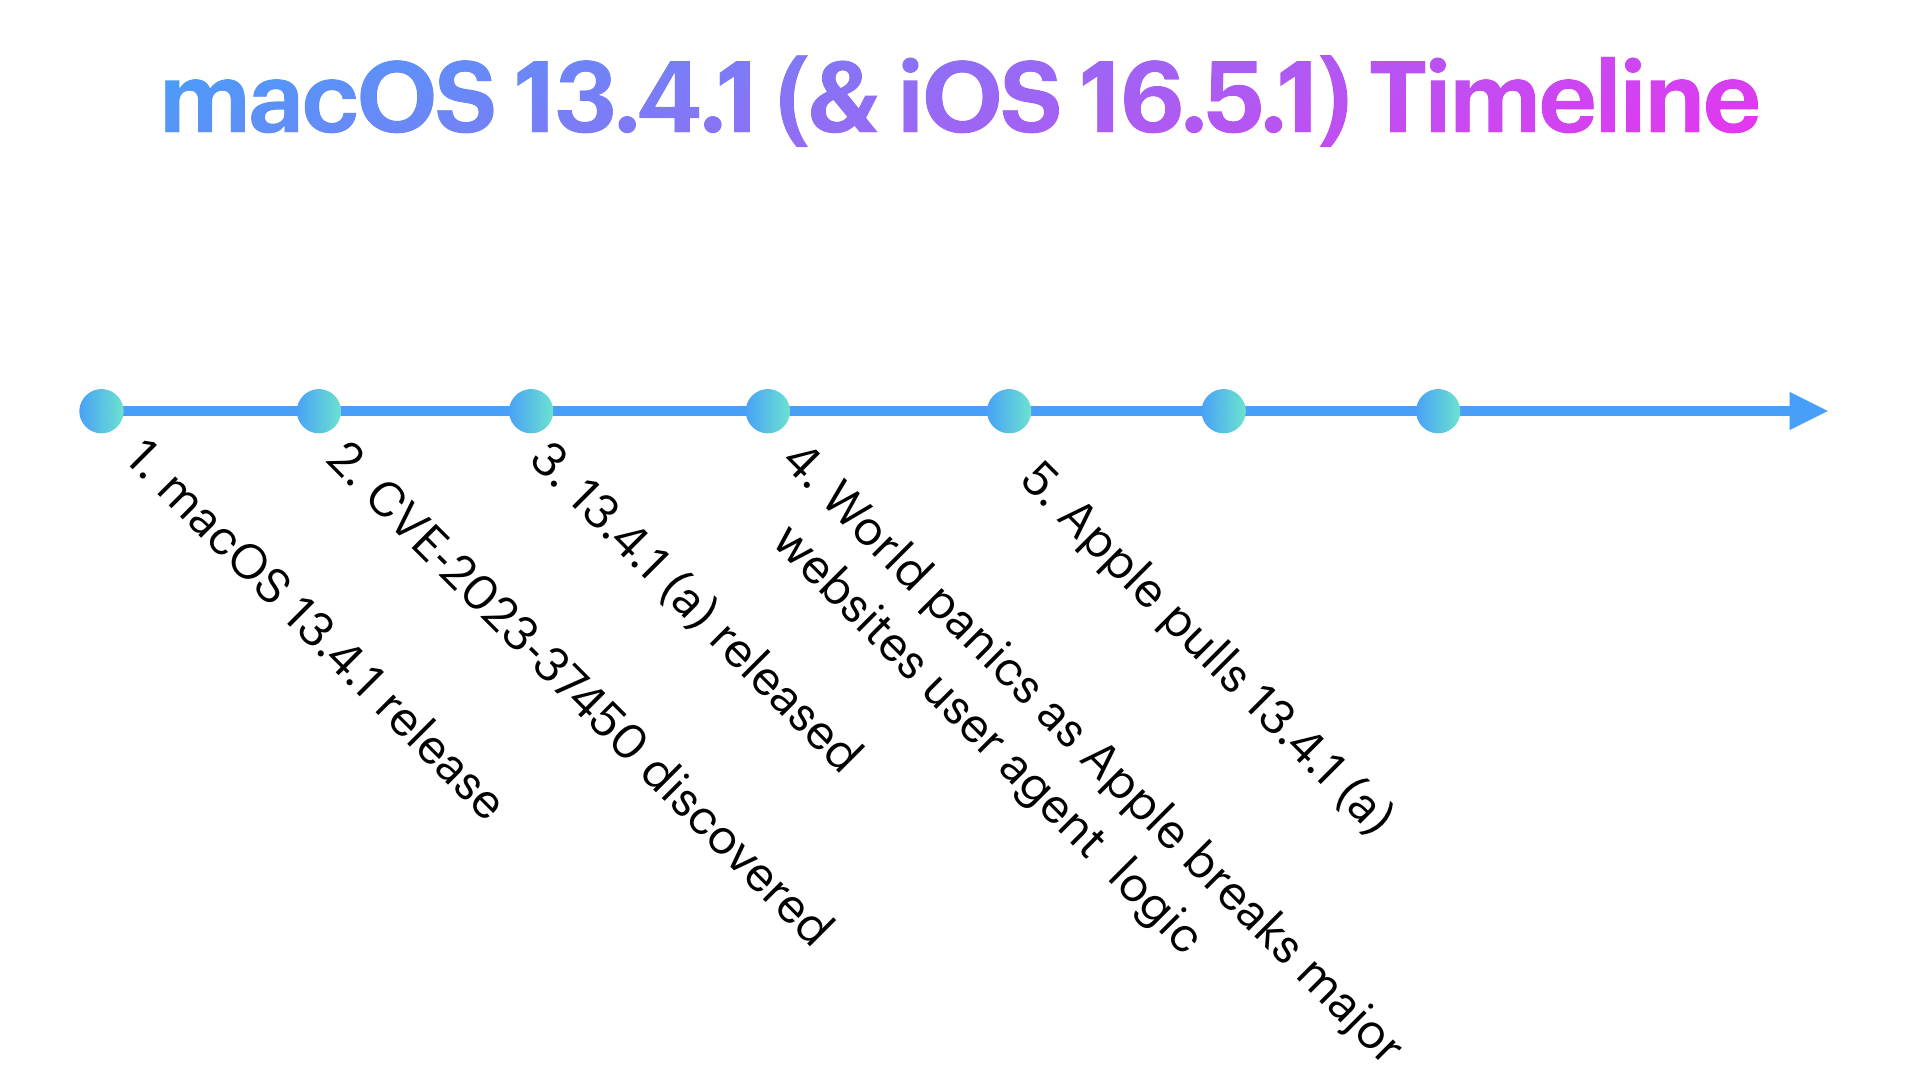 macOS 13.4.1 (& iOS 16.5.1) Timeline
1. macOS 13.4.1 release
2. CVE-2023-37450 discovered
3. 13.4.1 (a) released
4. World panics as Apple breaks major
websites user agent  logic
5. Apple pulls 13.4.1 (a)